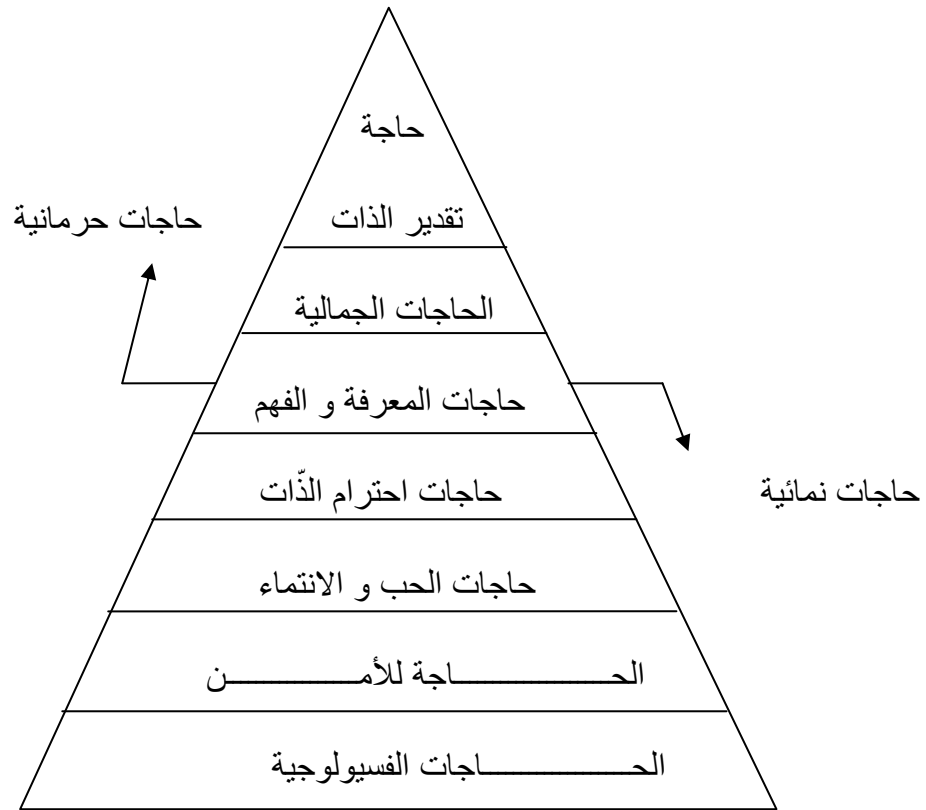 حاجة
تقدير الذات
حاجات حرمانية
الحاجات الجمالية
حاجات المعرفة و الفهم
حاجات احترام الذّات
حاجات نمائية
حاجات الحب و الانتماء
الحـــــــــــاجة للأمــــــــــن
الحـــــــــــاجات الفسيولوجية